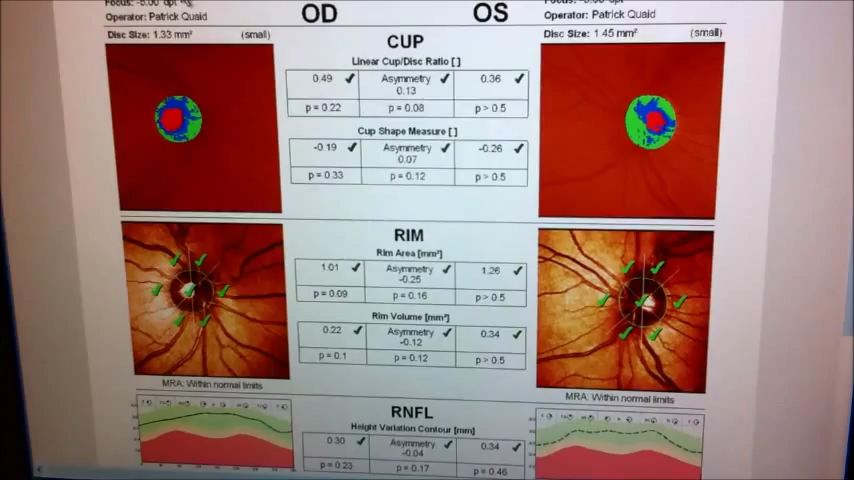 Focus: -5.00 dpt
Operator: Patrick Quaid
OD OS
Operator: Patrick Quaid
Disc Size: 1.33 mm² (small)
Disc Size: 1.45 mm² (small)
CUP
Linear Cup/Disc Ratio [ ]
0.49 ✔ Asymmetry ✔ 0.36 ✔
0.13
p = 0.22 p = 0.08 p > 0.5
Cup Shape Measure [ ]
-0.19 ✔ Asymmetry ✔ -0.26 ✔
0.07
p = 0.33 p = 0.12 p > 0.5
RIM
Rim Area [mm²]
1.01 ✔ Asymmetry ✔ 1.26 ✔
-0.25
p = 0.09 p = 0.16 p > 0.5
Rim Volume [mm³]
0.22 ✔ Asymmetry ✔ 0.34 ✔
-0.12
p = 0.1 p = 0.12 p > 0.5
MRA: Within normal limits
MRA: Within normal limits
RNFL
Height Variation Contour [mm]
0.30 ✔ Asymmetry ✔ 0.34 ✔
-0.04
p = 0.23 p = 0.17 p = 0.46